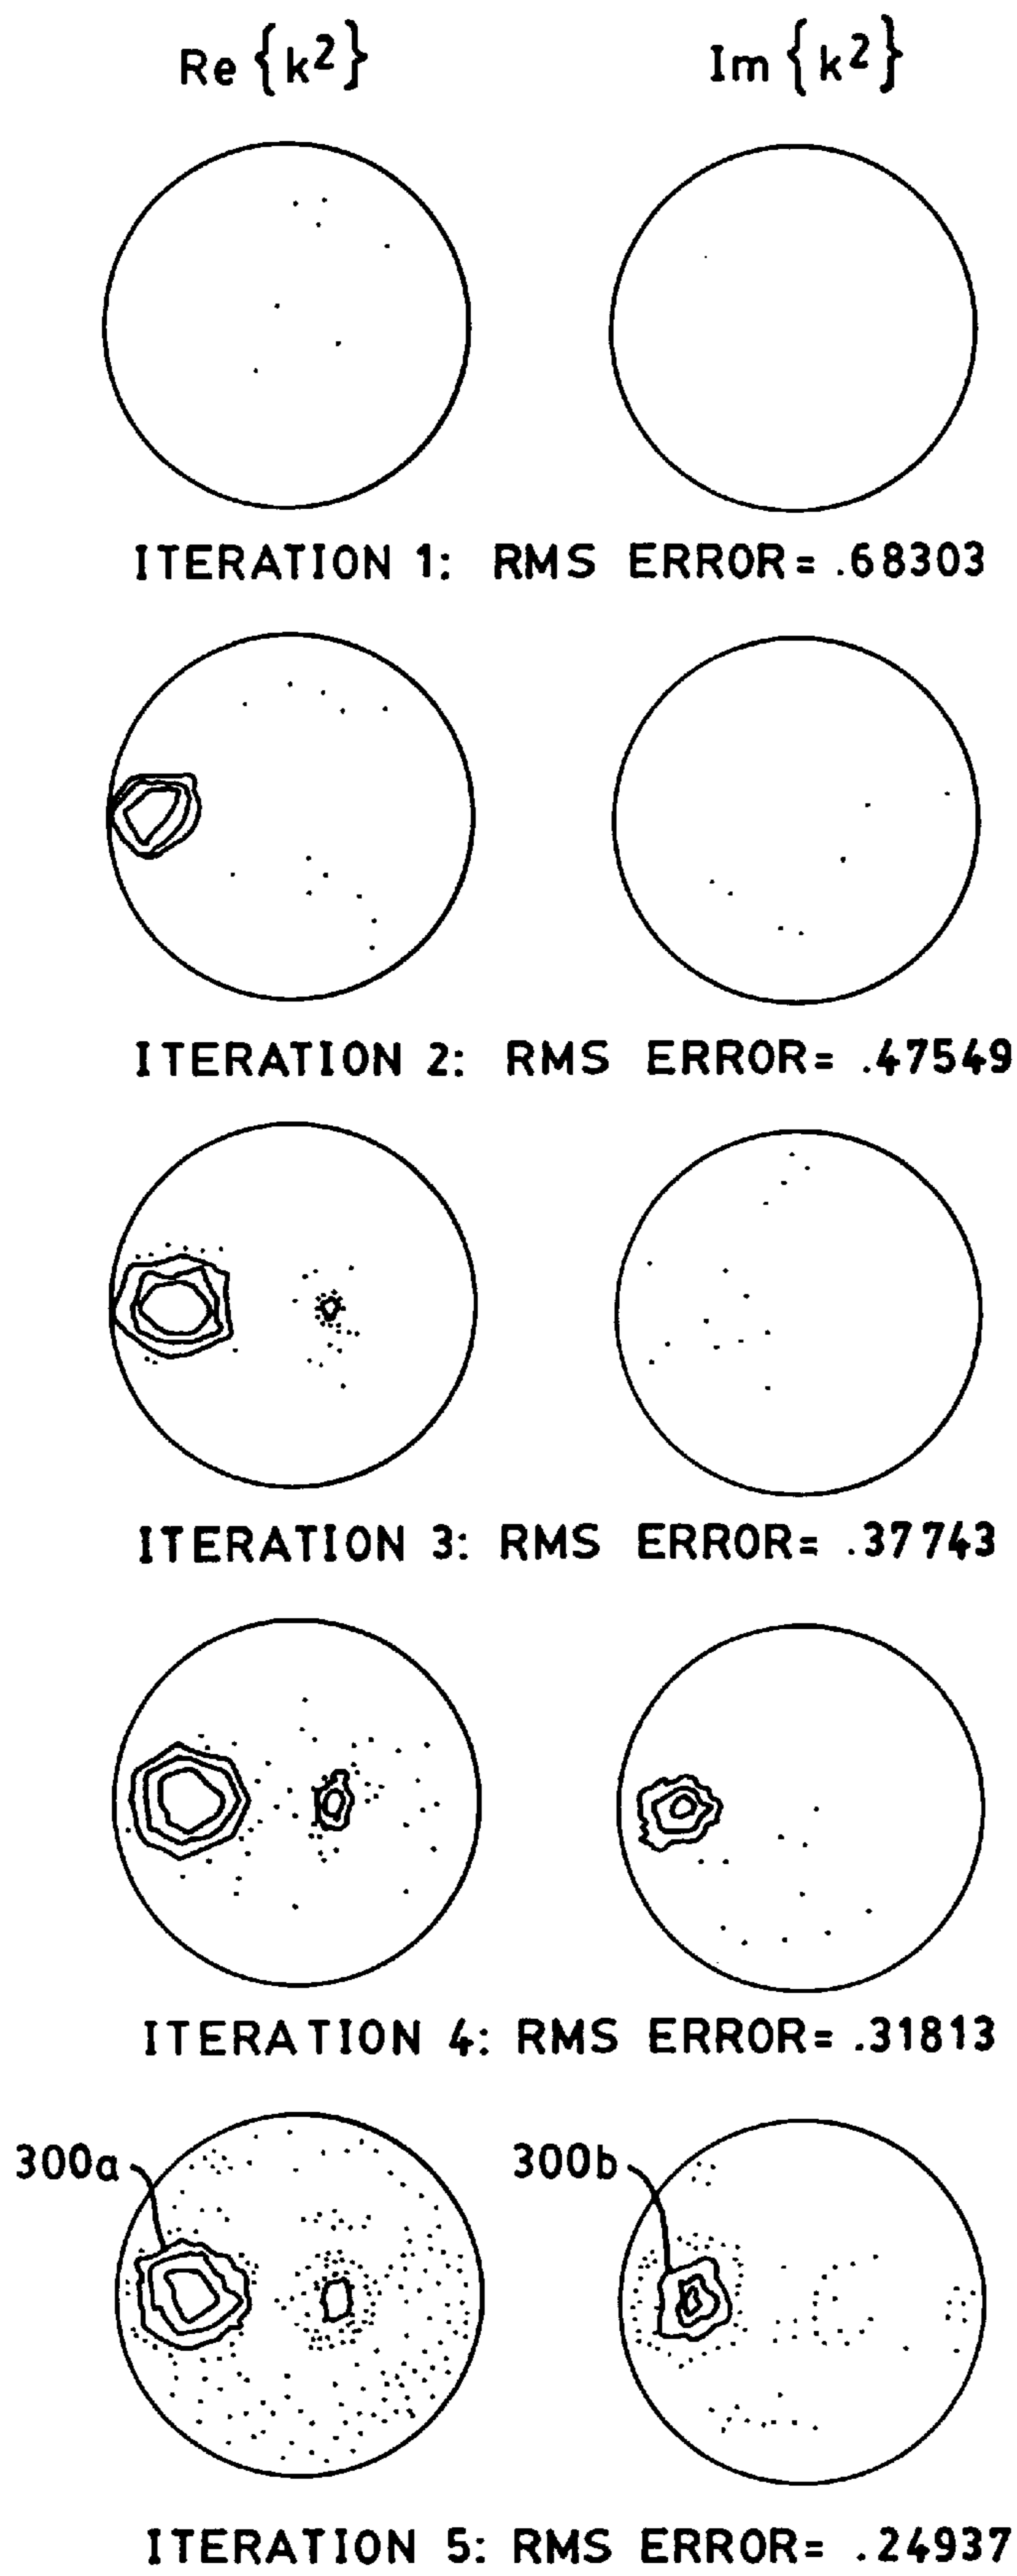 Re {k²} Im {k²}
ITERATION 1: RMS ERROR= .68303
ITERATION 2: RMS ERROR= .47549
ITERATION 3: RMS ERROR= .37743
ITERATION 4: RMS ERROR= .31813
300a 300b
ITERATION 5: RMS ERROR= .24937